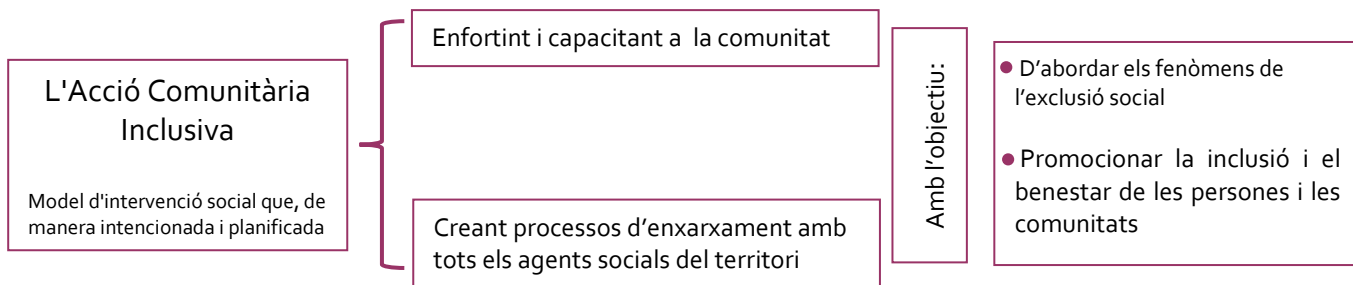 L'Acció Comunitària
Inclusiva
Model d'intervenció social que, de
manera intencionada i planificada
Enfortint i capacitant a la comunitat
Creant processos d’enxarxament amb
tots els agents socials del territori
Amb l’objectiu:
• D’abordar els fenòmens de
l’exclusió social
• Promocionar la inclusió i el
benestar de les persones i les
comunitats